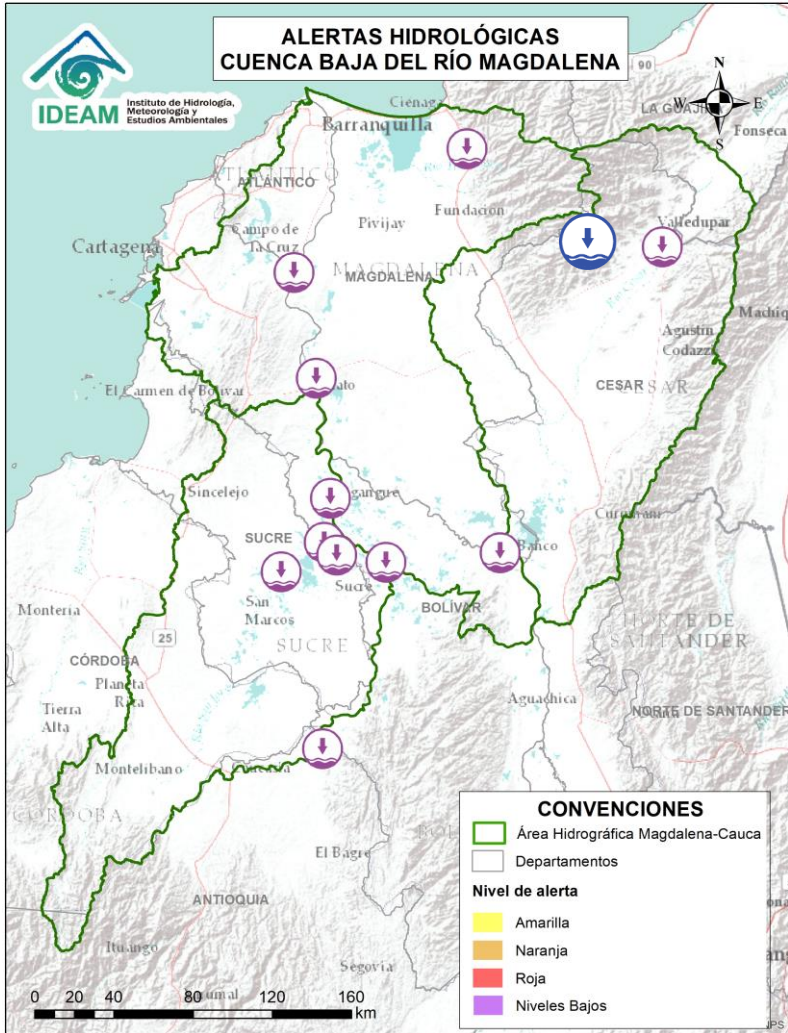 ALERTAS HIDROLÓGICAS
CUENCA BAJA DEL RÍO MAGDALENA
IDEAM
Instituto de Hidrología,
Meteorología y
Estudios Ambientales
N
W E
S
90
LA GUAJIRA
Fonseca
Ciénaga
Barranquilla
ATLÁNTICO
ATLÁNTICO
Fundación
Pivijay
Valledupar
Campo de
la Cruz
Cartagena
MAGDALENA
MAGDALENA
Agustín
Codazzi
CESAR
CESAR
El Carmen de Bolívar
Sincelejo
Curumaní
SUCRE
Banco
Sucre
San
Marcos
BOLÍVAR
SUCRE
Montería
25
CÓRDOBA
NORTE DE
SANTANDER
Planeta
Rica
Tierra
Alta
Aguachica
NORTE DE SANTANDER
Montelibano
CÓRDOBA
El Bagre
ANTIOQUIA
Ituango
Segovia
CONVENCIONES
Área Hidrográfica Magdalena-Cauca
Departamentos
Nivel de alerta
Amarilla
Naranja
Roja
Niveles Bajos
0 20 40 80 120 160
km